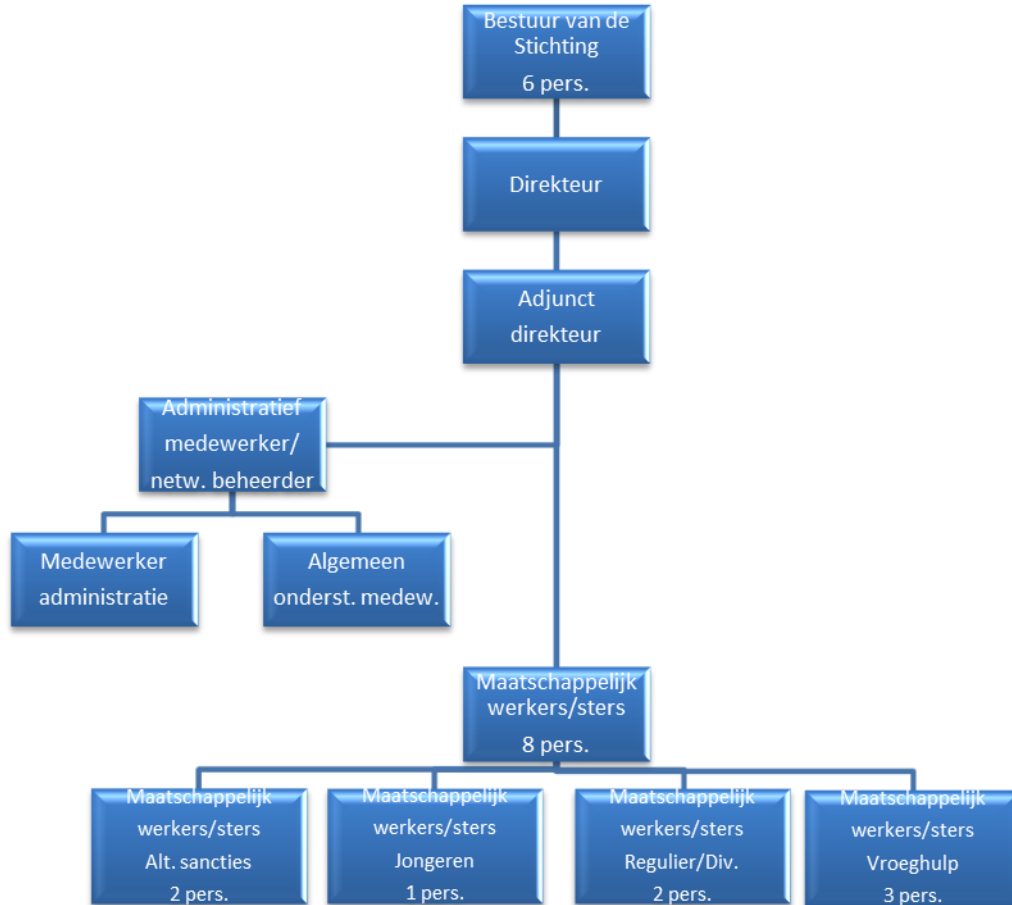 Bestuur van de
Stichting
6 pers.
Direkteur
Adjunct
direkteur
Administratief
medewerker/
netw. beheerder
Medewerker
administratie
Algemeen
onderst. medew.
Maatschappelijk
werkers/sters
8 pers.
Maatschappelijk
werkers/sters
Alt. sancties
2 pers.
Maatschappelijk
werkers/sters
Jongeren
1 pers.
Maatschappelijk
werkers/sters
Regulier/Div.
2 pers.
Maatschappelijk
werkers/sters
Vroeghulp
3 pers.